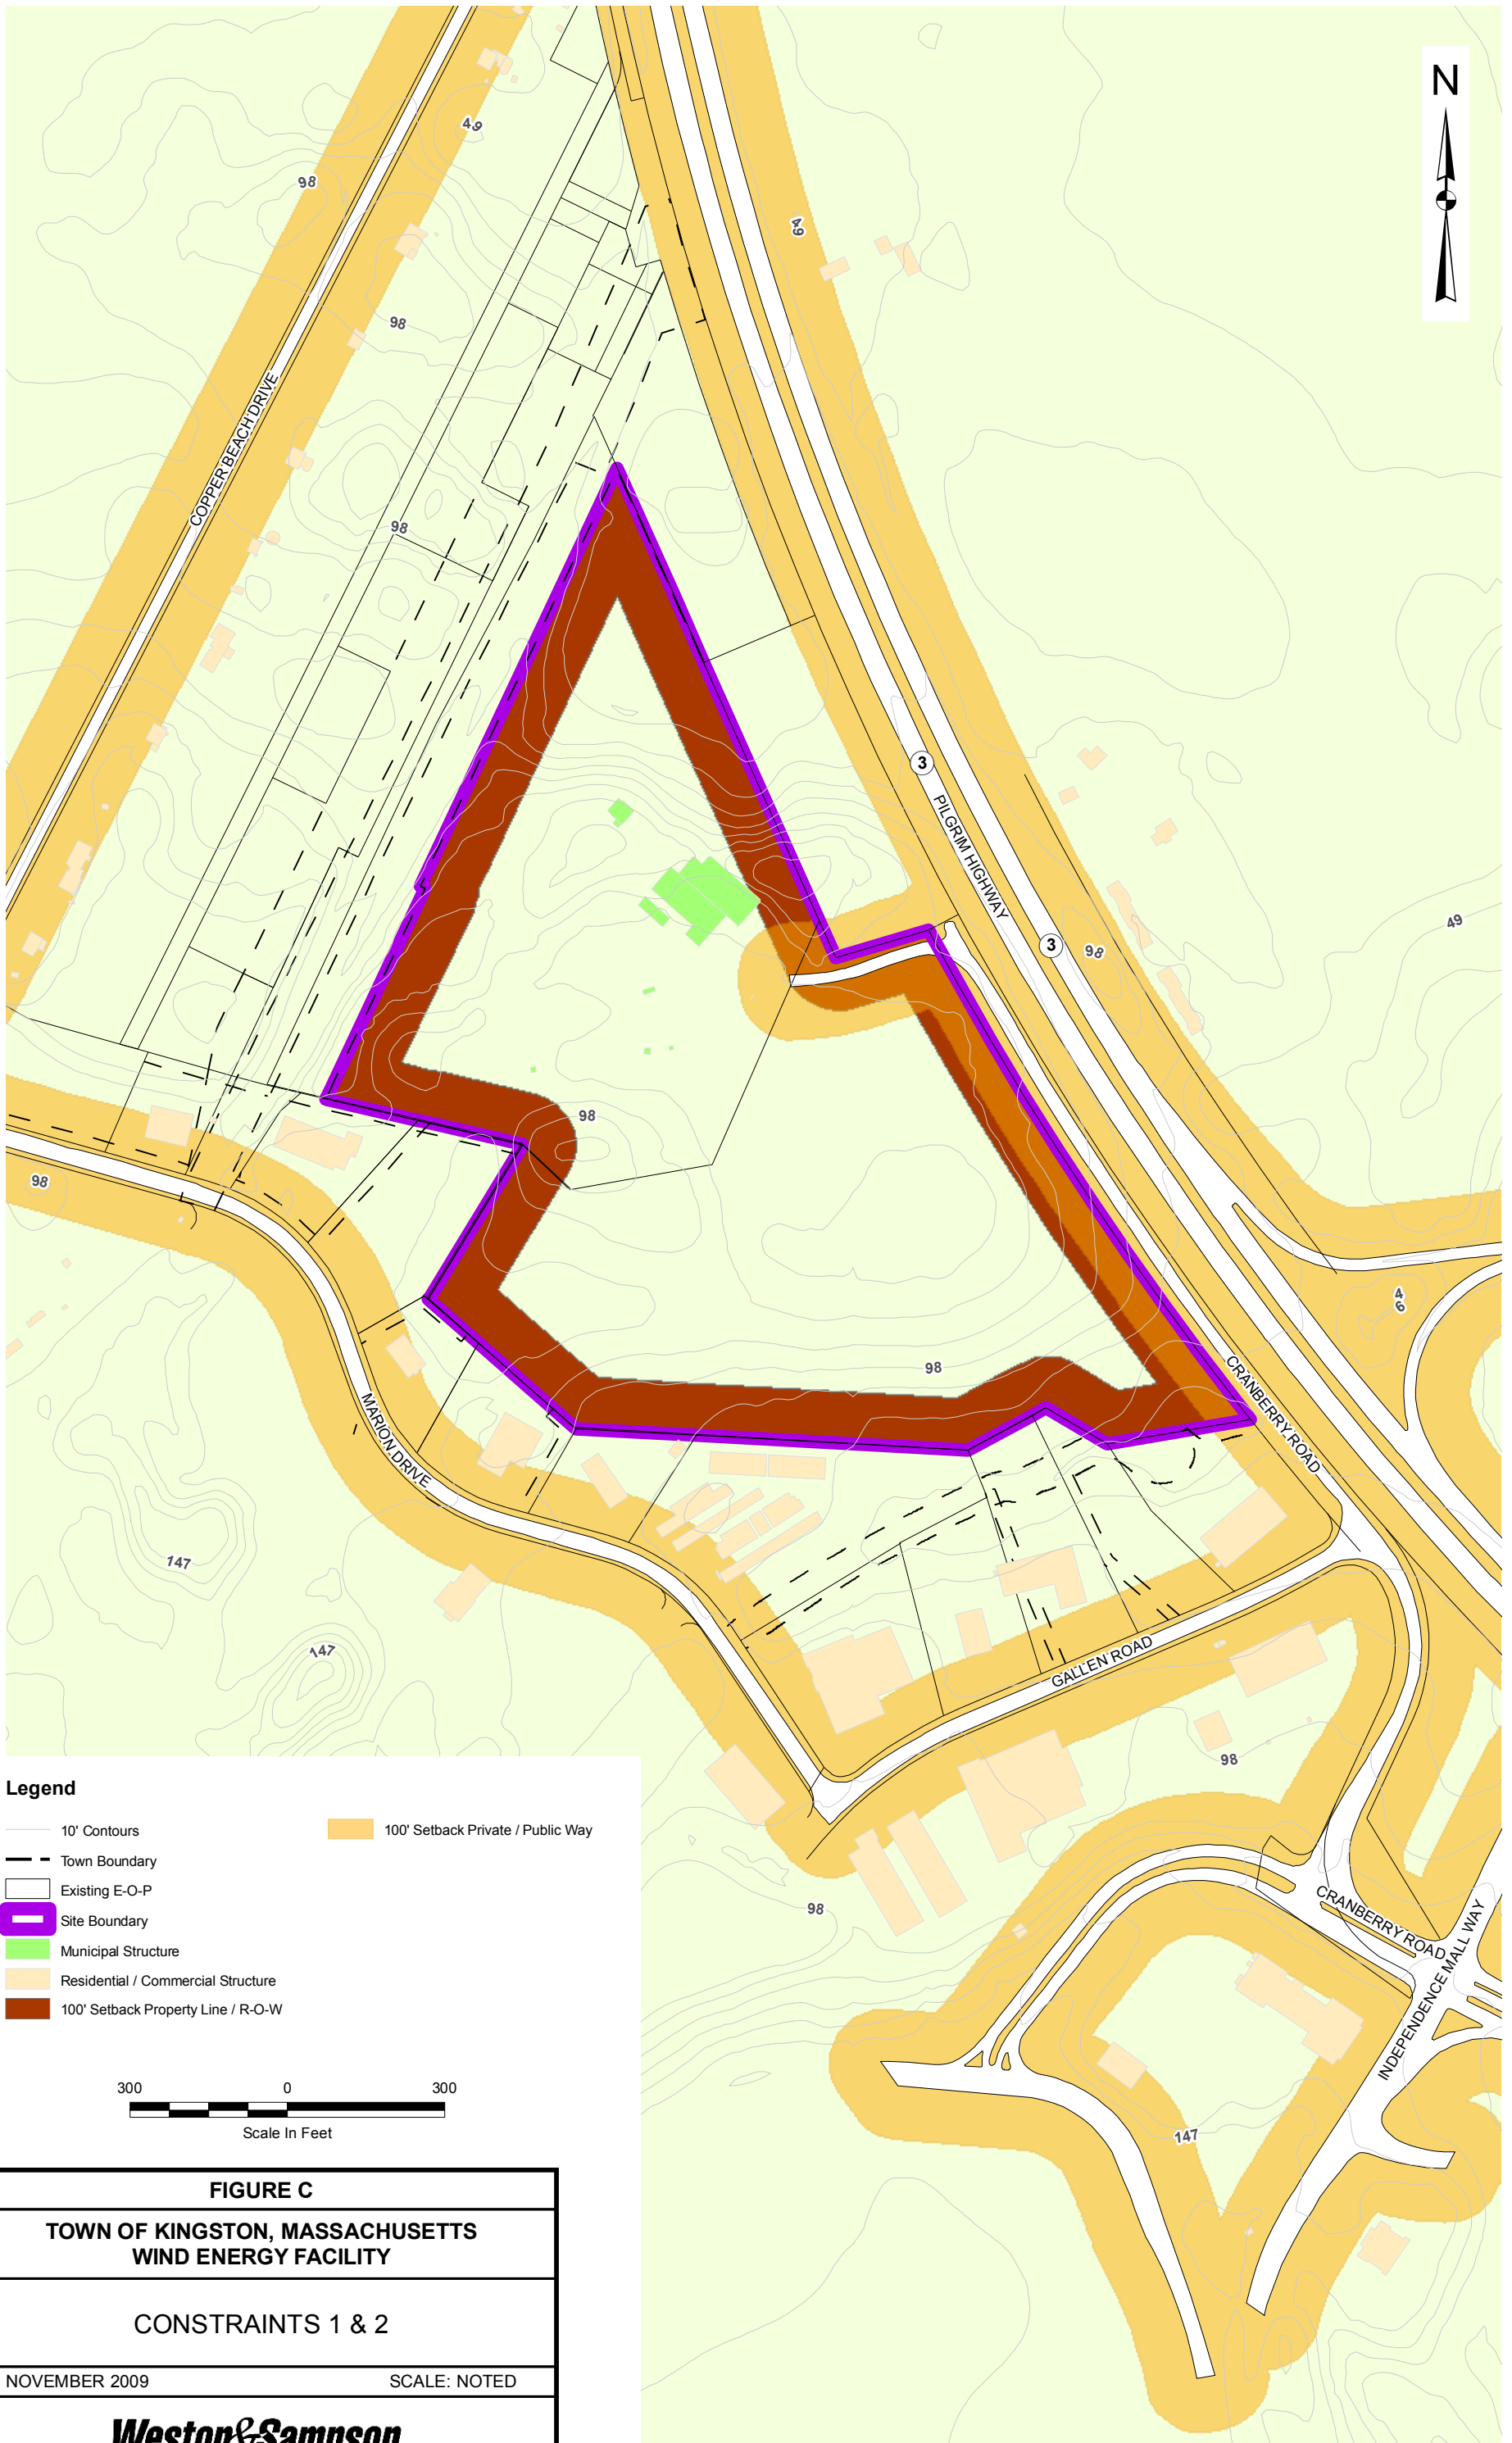 N
49
98
49
98
COPPER BEACH DRIVE
98
3
PILGRIM HIGHWAY
3
98
49
98
98
4
6
98
CRANBERRY ROAD
MARION DRIVE
147
147
GALLEN ROAD
98
98
CRANBERRY ROAD
INDEPENDENCE MALL WAY
147
Legend
10' Contours
100' Setback Private / Public Way
Town Boundary
Existing E-O-P
Site Boundary
Municipal Structure
Residential / Commercial Structure
100' Setback Property Line / R-O-W
300 0 300
Scale In Feet
FIGURE C
TOWN OF KINGSTON, MASSACHUSETTS
WIND ENERGY FACILITY
CONSTRAINTS 1 & 2
NOVEMBER 2009 SCALE: NOTED
Weston&Sampson